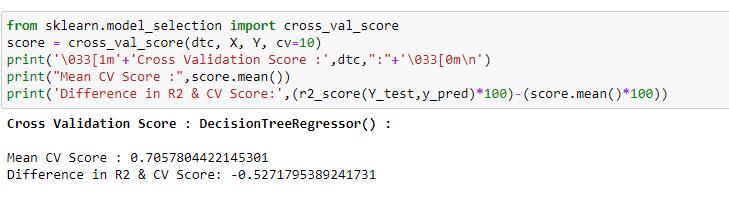 from sklearn.model_selection import cross_val_score
score = cross_val_score(dtc, X, Y, cv=10)
print('\033[1m'+'Cross Validation Score :',dtc,":"+'\033[0m\n')
print("Mean CV Score :",score.mean())
print('Difference in R2 & CV Score:',(r2_score(Y_test,y_pred)*100)-(score.mean()*100))
Cross Validation Score : DecisionTreeRegressor() :
Mean CV Score : 0.7057804422145301
Difference in R2 & CV Score: -0.5271795389241731